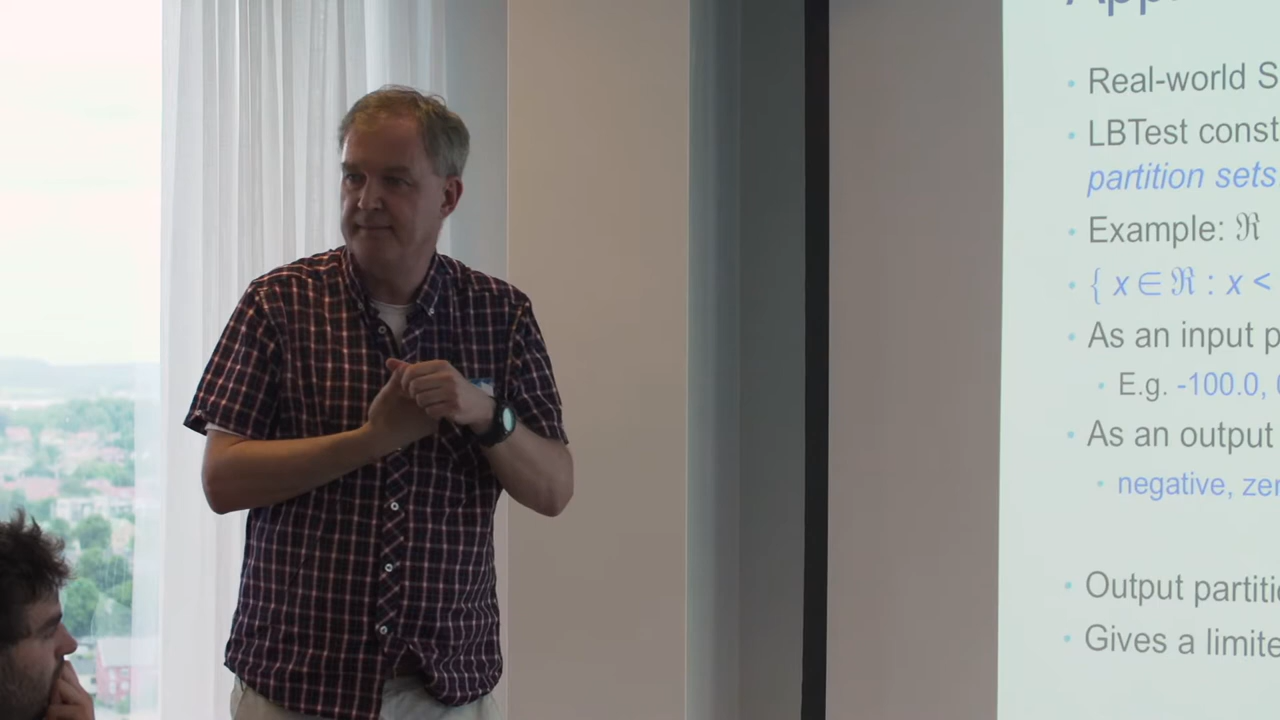 Real-world S
LBTest const
partition sets
Example: ℜ
{ x ∈ ℜ : x <
As an input p
E.g. -100.0,
As an output
negative, zer
Output partiti
Gives a limite